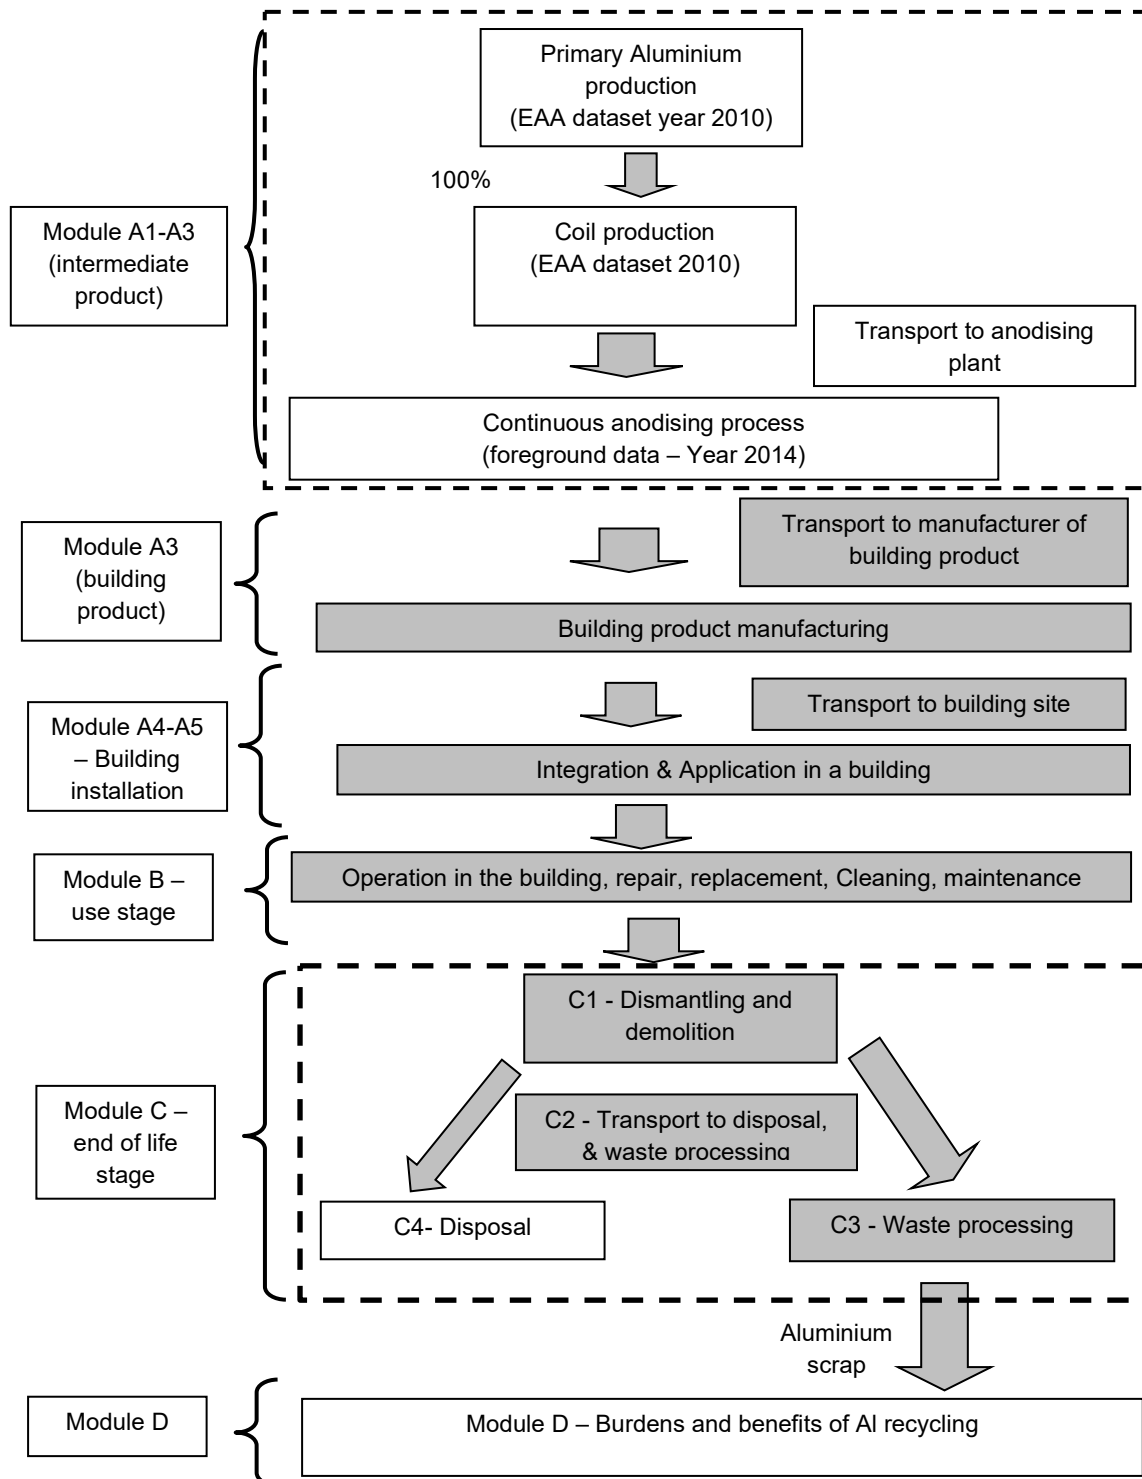 Primary Aluminium
production
(EAA dataset year 2010)
100%
Module A1-A3
(intermediate
product)
Coil production
(EAA dataset 2010)
Transport to anodising
plant
Continuous anodising process
(foreground data – Year 2014)
Module A3
(building
product)
Transport to manufacturer of
building product
Building product manufacturing
Module A4-A5
– Building
installation
Transport to building site
Integration & Application in a building
Module B –
use stage
Operation in the building, repair, replacement, Cleaning, maintenance
Module C –
end of life
stage
C1 - Dismantling and
demolition
C2 - Transport to disposal,
& waste processing
C4- Disposal
C3 - Waste processing
Aluminium
scrap
Module D
Module D – Burdens and benefits of Al recycling